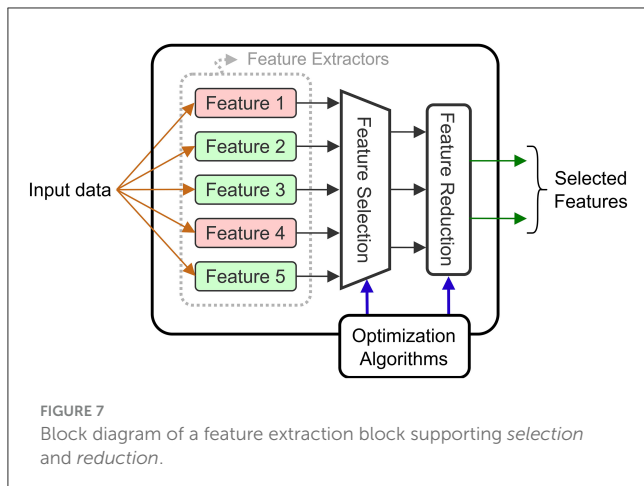 Feature Extractors
Feature 1
Feature 2
Feature 3
Feature 4
Feature 5
Input data
Feature Selection
Feature Reduction
Selected
Features
Optimization
Algorithms
FIGURE 7
Block diagram of a feature extraction block supporting selection
and reduction.